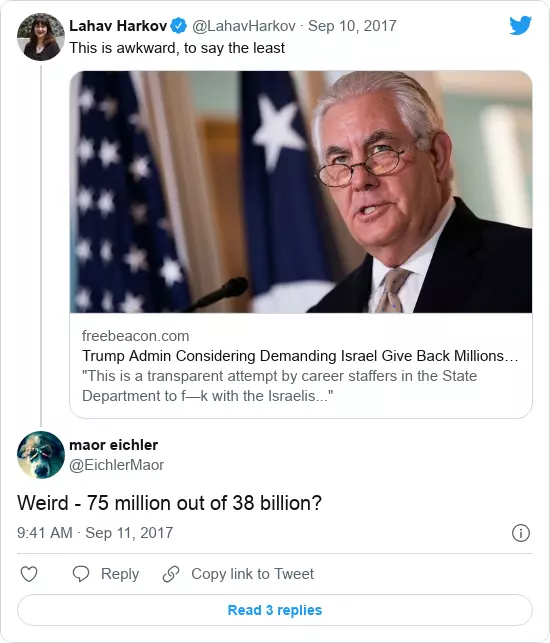 Lahav Harkov @LahavHarkov · Sep 10, 2017
This is awkward, to say the least
freebeacon.com
Trump Admin Considering Demanding Israel Give Back Millions…
"This is a transparent attempt by career staffers in the State
Department to f—k with the Israelis..."
maor eichler
@EichlerMaor
Weird - 75 million out of 38 billion?
9:41 AM · Sep 11, 2017
Reply
Copy link to Tweet
Read 3 replies